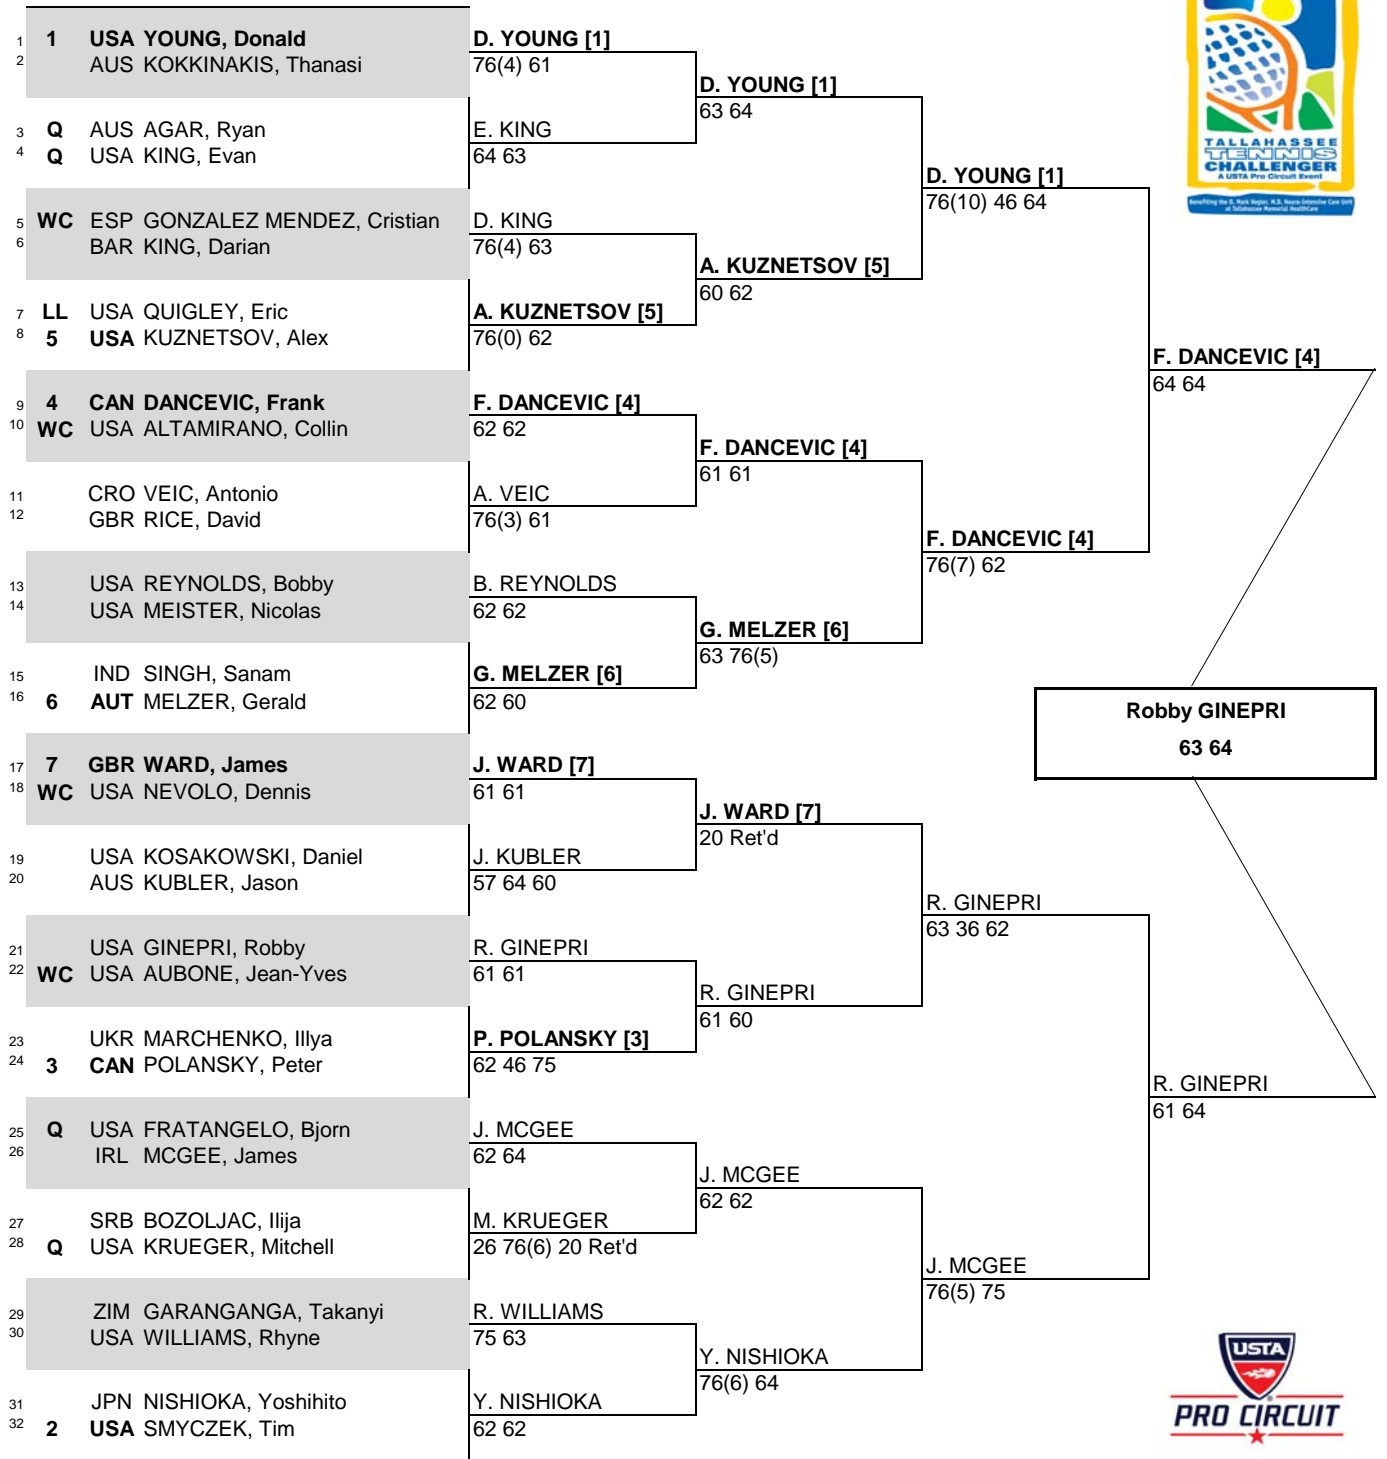 1 1 USA YOUNG, Donald
2 AUS KOKKINAKIS, Thanasi
3 Q AUS AGAR, Ryan
4 Q USA KING, Evan
5 WC ESP GONZALEZ MENDEZ, Cristian
6 BAR KING, Darian
7 LL USA QUIGLEY, Eric
8 5 USA KUZNETSOV, Alex
9 4 CAN DANCEVIC, Frank
10 WC USA ALTAMIRANO, Collin
11 CRO VEIC, Antonio
12 GBR RICE, David
13 USA REYNOLDS, Bobby
14 USA MEISTER, Nicolas
15 IND SINGH, Sanam
16 6 AUT MELZER, Gerald
17 7 GBR WARD, James
18 WC USA NEVOLO, Dennis
19 USA KOSAKOWSKI, Daniel
20 AUS KUBLER, Jason
21 USA GINEPRI, Robby
22 WC USA AUBONE, Jean-Yves
23 UKR MARCHENKO, Illya
24 3 CAN POLANSKY, Peter
25 Q USA FRATANGELO, Bjorn
26 IRL MCGEE, James
27 SRB BOZOLJAC, Ilija
28 Q USA KRUEGER, Mitchell
29 ZIM GARANGANGA, Takanyi
30 USA WILLIAMS, Rhyne
31 JPN NISHIOKA, Yoshihito
32 2 USA SMYCZEK, Tim
D. YOUNG [1]
76(4) 61
E. KING
64 63
D. KING
76(4) 63
A. KUZNETSOV [5]
76(0) 62
F. DANCEVIC [4]
62 62
A. VEIC
76(3) 61
B. REYNOLDS
62 62
G. MELZER [6]
62 60
J. WARD [7]
61 61
J. KUBLER
57 64 60
R. GINEPRI
61 61
P. POLANSKY [3]
62 46 75
J. MCGEE
62 64
M. KRUEGER
26 76(6) 20 Ret'd
R. WILLIAMS
75 63
Y. NISHIOKA
62 62
D. YOUNG [1]
63 64
A. KUZNETSOV [5]
60 62
F. DANCEVIC [4]
61 61
G. MELZER [6]
63 76(5)
J. WARD [7]
20 Ret'd
R. GINEPRI
61 60
J. MCGEE
62 62
Y. NISHIOKA
76(6) 64
D. YOUNG [1]
76(10) 46 64
F. DANCEVIC [4]
76(7) 62
R. GINEPRI
63 36 62
J. MCGEE
76(5) 75
F. DANCEVIC [4]
64 64
R. GINEPRI
61 64
Robby GINEPRI
63 64
TALLAHASSEE
TENNIS
CHALLENGER
A USTA Pro Circuit Event
Benefitting the D. Mark Vogter, M.D. Neuro-Intensive Care Unit
at Tallahassee Memorial HealthCare
USTA
PRO CIRCUIT